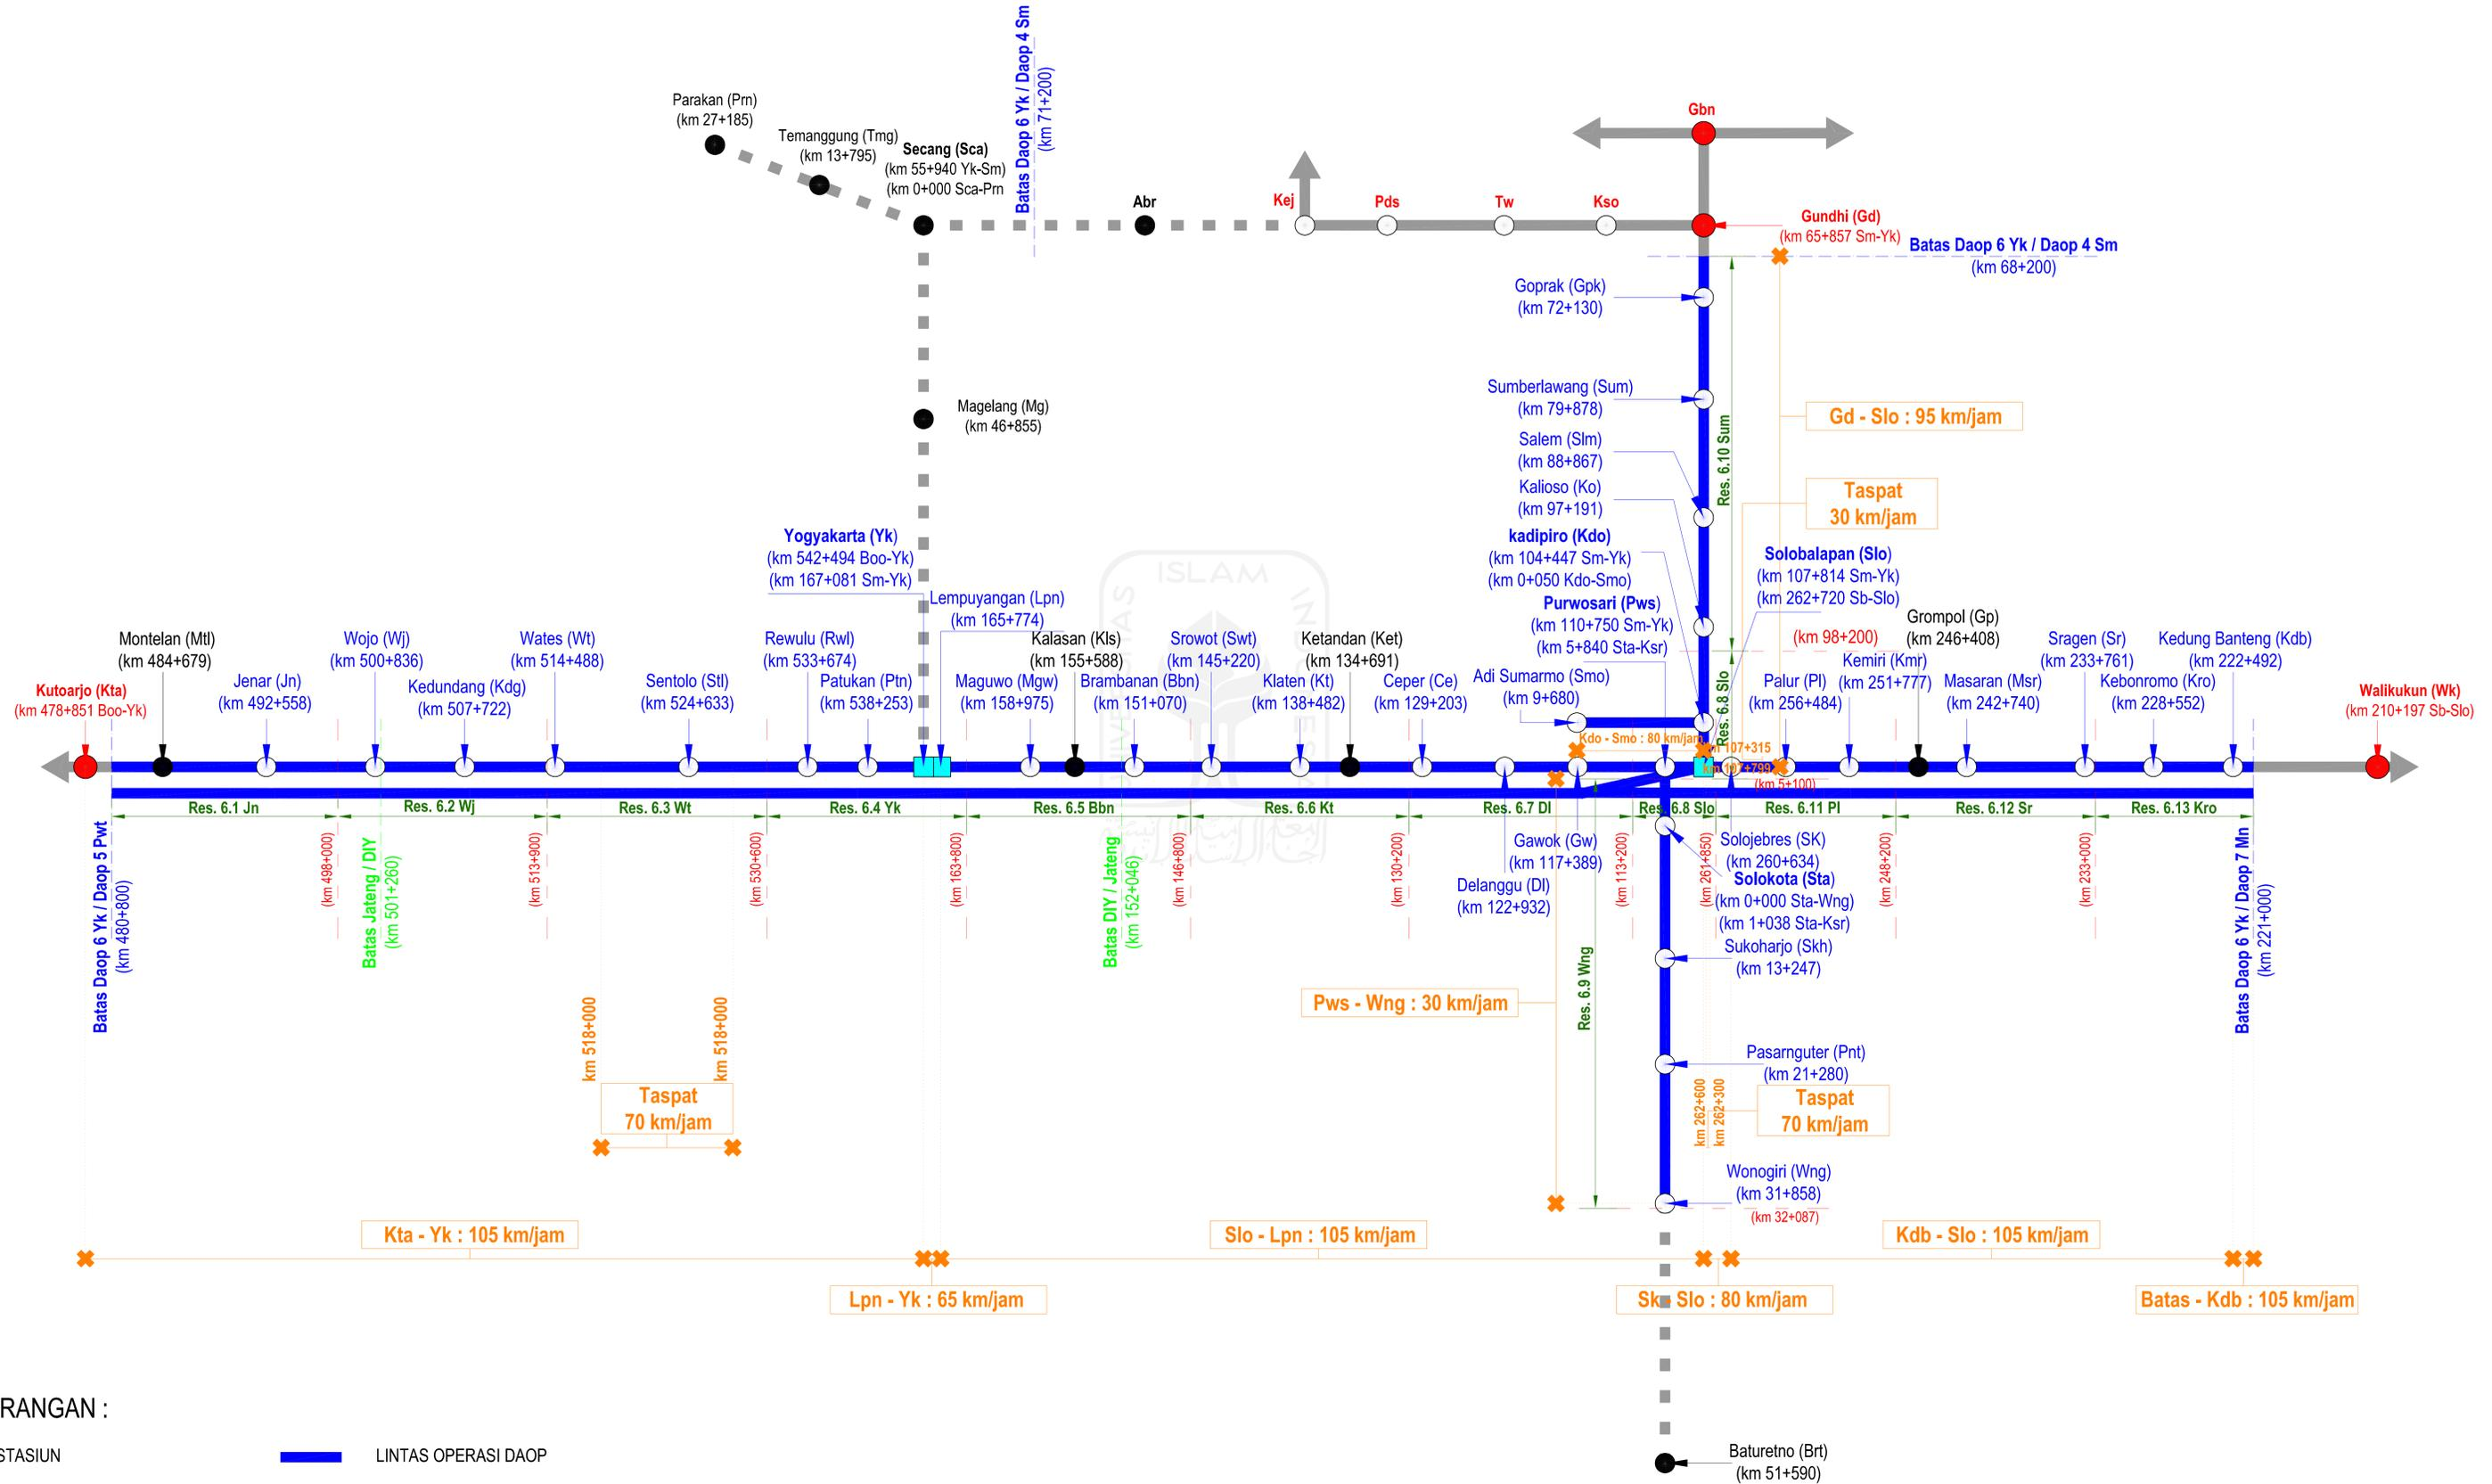 Batas Daop 6 Yk / Daop 4 Sm
(km 71+200)
Parakan (Prn)
(km 27+185)
Temanggung (Tmg)
(km 13+795)
Secang (Sca)
(km 55+940 Yk-Sm)
(km 0+000 Sca-Prn
Abr
Kej
Pds
Tw
Kso
Gbn
Gundhi (Gd)
(km 65+857 Sm-Yk)
Batas Daop 6 Yk / Daop 4 Sm
(km 68+200)
Goprak (Gpk)
(km 72+130)
Sumberlawang (Sum)
(km 79+878)
Magelang (Mg)
(km 46+855)
Gd - Slo : 95 km/jam
Res. 6.10 Sum
Salem (Slm)
(km 88+867)
Kalioso (Ko)
(km 97+191)
Taspat
30 km/jam
kadipiro (Kdo)
(km 104+447 Sm-Yk)
(km 0+050 Kdo-Smo)
Yogyakarta (Yk)
(km 542+494 Boo-Yk)
(km 167+081 Sm-Yk)
ISLAM
Solobalapan (Slo)
(km 107+814 Sm-Yk)
(km 262+720 Sb-Slo)
Lempuyangan (Lpn)
(km 165+774)
Purwosari (Pws)
(km 110+750 Sm-Yk)
(km 5+840 Sta-Ksr)
(km 98+200)
Montelan (Mtl)
(km 484+679)
Wojo (Wj)
(km 500+836)
Wates (Wt)
(km 514+488)
Rewulu (Rwl)
(km 533+674)
Kalasan (Kls)
(km 155+588)
Srowot (Swt)
(km 145+220)
Ketandan (Ket)
(km 134+691)
Grompol (Gp)
(km 246+408)
Sragen (Sr)
(km 233+761)
Kedung Banteng (Kdb)
(km 222+492)
Kutoarjo (Kta)
(km 478+851 Boo-Yk)
Jenar (Jn)
(km 492+558)
Kedundang (Kdg)
(km 507+722)
Sentolo (Stl)
(km 524+633)
Patukan (Ptn)
(km 538+253)
Maguwo (Mgw)
(km 158+975)
Brambanan (Bbn)
(km 151+070)
Klaten (Kt)
(km 138+482)
Ceper (Ce)
(km 129+203)
Adi Sumarmo (Smo)
(km 9+680)
Res. 6.8 Slo
Palur (Pl)
(km 256+484)
Kemiri (Kmr)
(km 251+777)
Masaran (Msr)
(km 242+740)
Kebonromo (Kro)
(km 228+552)
Walikukun (Wk)
(km 210+197 Sb-Slo)
Kdo - Smo : 80 km/jam
km 107+315
km 107+799
(km 5+100)
Res. 6.1 Jn
Res. 6.2 Wj
Res. 6.3 Wt
Res. 6.4 Yk
Res. 6.5 Bbn
Res. 6.6 Kt
Res. 6.7 Dl
Res. 6.8 Slo
Res. 6.11 Pl
Res. 6.12 Sr
Res. 6.13 Kro
Batas Daop 6 Yk / Daop 5 Pwt
(km 480+800)
(km 498+000)
Batas Jateng / DIY
(km 501+260)
(km 513+900)
(km 530+600)
(km 163+800)
Batas DIY / Jateng
(km 152+046)
(km 146+800)
(km 130+200)
Gawok (Gw)
(km 117+389)
Delanggu (Dl)
(km 122+932)
(km 113+200)
(km 261+850)
Solojebres (SK)
(km 260+634)
Solokota (Sta)
(km 0+000 Sta-Wng)
(km 1+038 Sta-Ksr)
Sukoharjo (Skh)
(km 13+247)
(km 248+200)
(km 233+000)
Batas Daop 6 Yk / Daop 7 Mn
(km 221+000)
Res. 6.9 Wng
Pws - Wng : 30 km/jam
km 518+000
km 518+000
Taspat
70 km/jam
Pasarnguter (Pnt)
(km 21+280)
km 262+600
km 262+300
Taspat
70 km/jam
Wonogiri (Wng)
(km 31+858)
(km 32+087)
Kta - Yk : 105 km/jam
Slo - Lpn : 105 km/jam
Kdb - Slo : 105 km/jam
Lpn - Yk : 65 km/jam
Sk - Slo : 80 km/jam
Batas - Kdb : 105 km/jam
RANGAN :
STASIUN
LINTAS OPERASI DAOP
Baturetno (Brt)
(km 51+590)